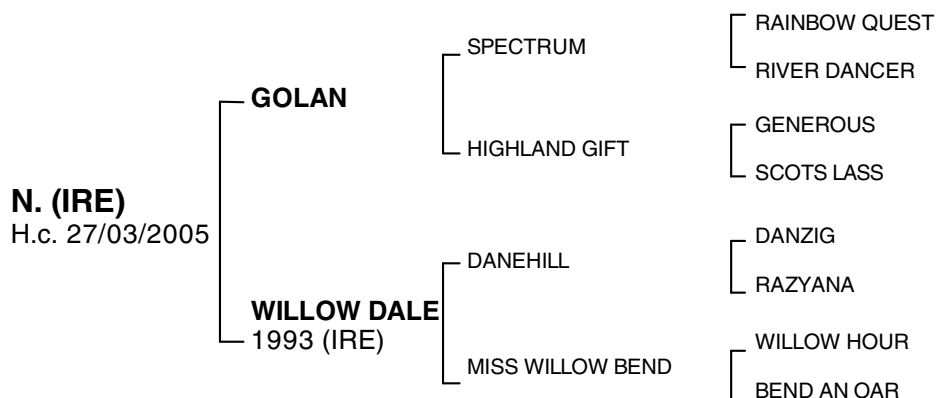 RAINBOW QUEST
SPECTRUM
RIVER DANCER
GOLAN
GENEROUS
HIGHLAND GIFT
SCOTS LASS
N. (IRE)
H.c. 27/03/2005
DANZIG
DANEHILL
RAZYANA
WILLOW DALE
1993 (IRE)
WILLOW HOUR
MISS WILLOW BEND
BEND AN OAR